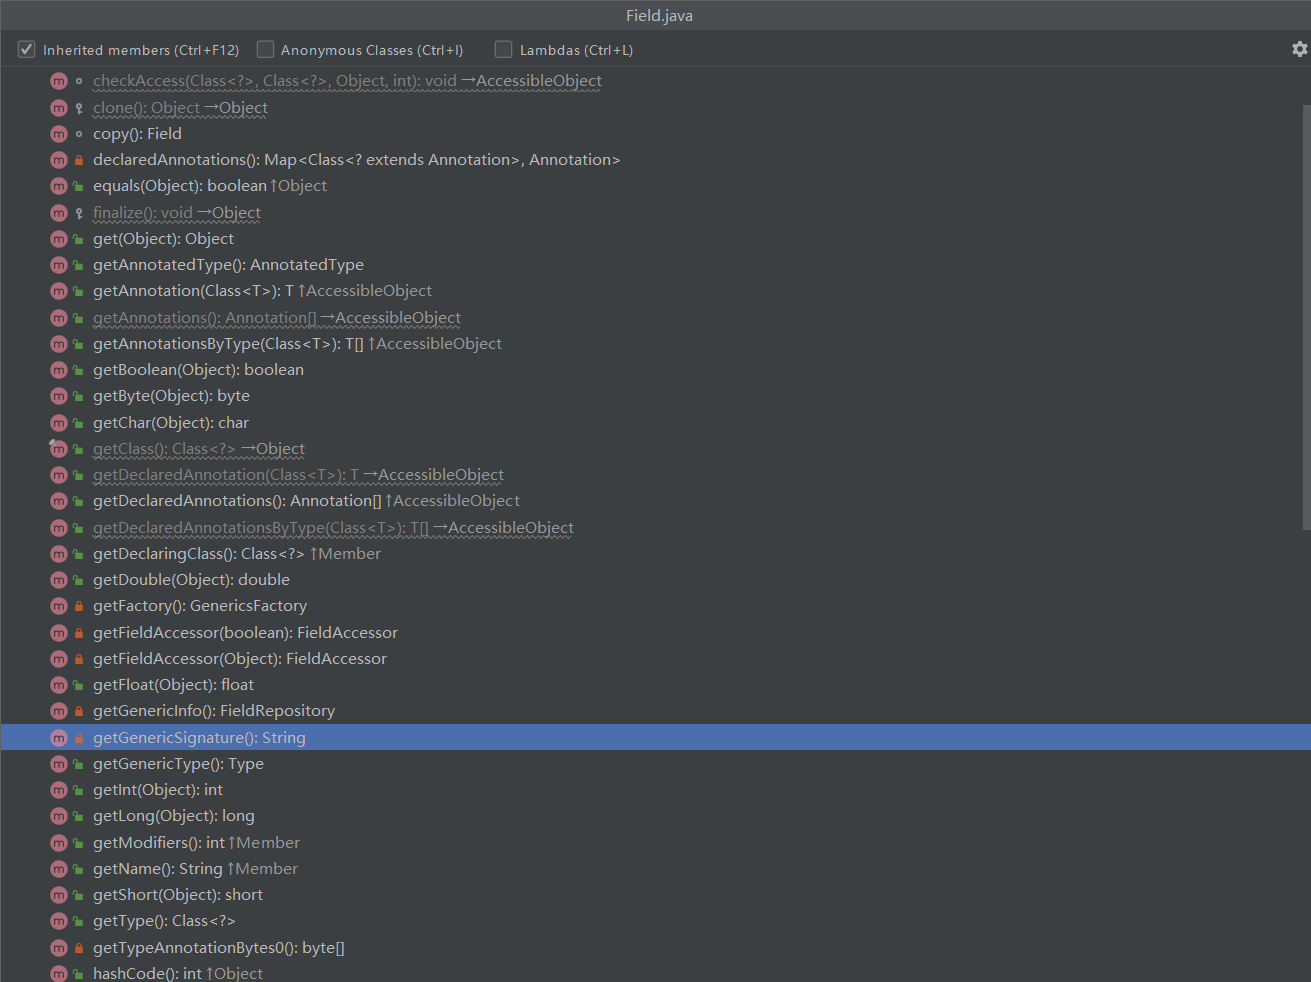 Field.java
Inherited members (Ctrl+F12) Anonymous Classes (Ctrl+I) Lambdas (Ctrl+L)
m checkAccess(Class<?>, Class<?>, Object, int): void →AccessibleObject
m clone(): Object →Object
m copy(): Field
m declaredAnnotations(): Map<Class<? extends Annotation>, Annotation>
m equals(Object): boolean ↑Object
m finalize(): void →Object
m get(Object): Object
m getAnnotatedType(): AnnotatedType
m getAnnotation(Class<T>): T ↑AccessibleObject
m getAnnotations(): Annotation[] →AccessibleObject
m getAnnotationsByType(Class<T>): T[] ↑AccessibleObject
m getBoolean(Object): boolean
m getByte(Object): byte
m getChar(Object): char
m getClass(): Class<?> →Object
m getDeclaredAnnotation(Class<T>): T →AccessibleObject
m getDeclaredAnnotations(): Annotation[] ↑AccessibleObject
m getDeclaredAnnotationsByType(Class<T>): T[] →AccessibleObject
m getDeclaringClass(): Class<?> ↑Member
m getDouble(Object): double
m getFactory(): GenericsFactory
m getFieldAccessor(boolean): FieldAccessor
m getFieldAccessor(Object): FieldAccessor
m getFloat(Object): float
m getGenericInfo(): FieldRepository
m getGenericSignature(): String
m getGenericType(): Type
m getInt(Object): int
m getLong(Object): long
m getModifiers(): int ↑Member
m getName(): String ↑Member
m getShort(Object): short
m getType(): Class<?>
m getTypeAnnotationBytes0(): byte[]
m hashCode(): int ↑Object